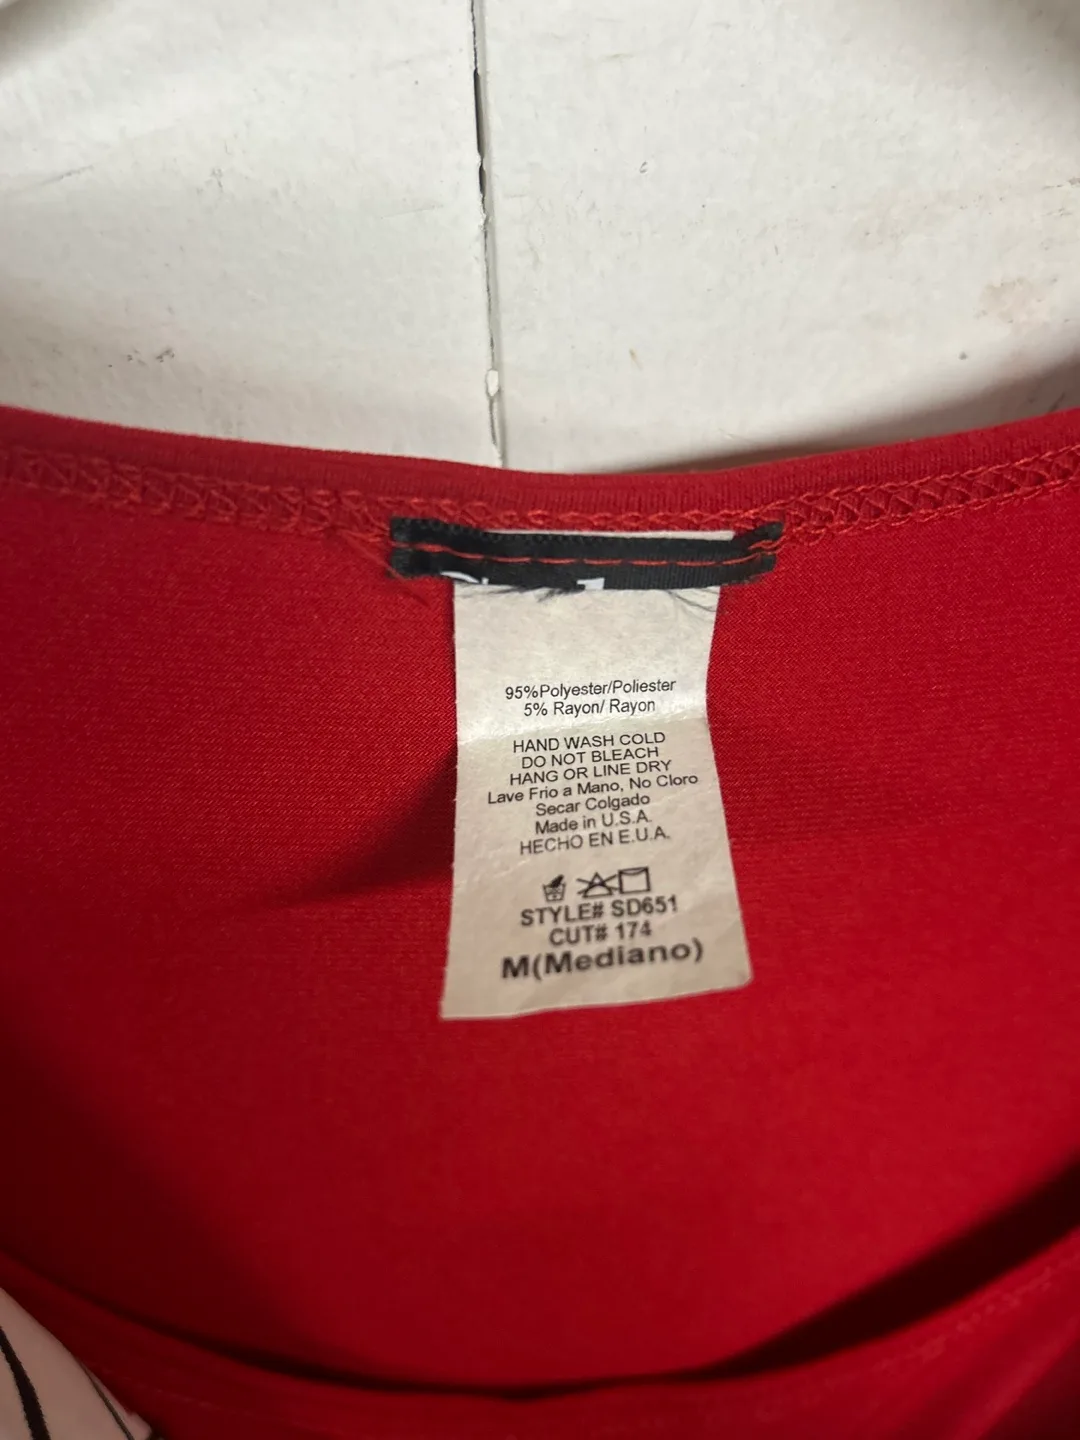 95%Polyester/Poliester
5% Rayon/ Rayon
HAND WASH COLD
DO NOT BLEACH
HANG OR LINE DRY
Lave Frio a Mano, No Cloro
Secar Colgado
Made in U.S.A.
HECHO EN E.U.A.
STYLE# SD651
CUT# 174
M(Mediano)